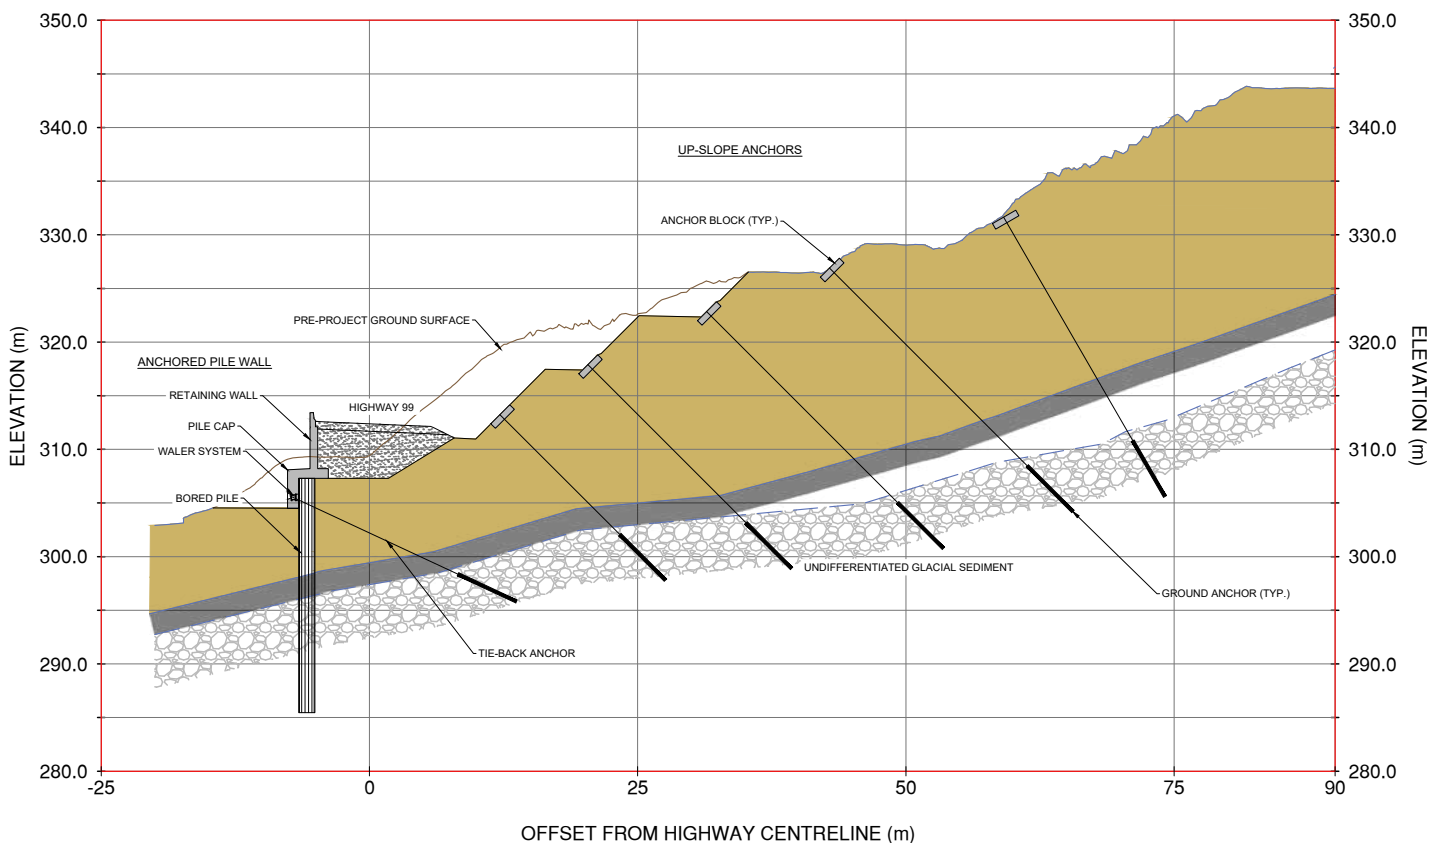 350.0
340.0
330.0
320.0
310.0
300.0
290.0
280.0
ELEVATION (m)
UP-SLOPE ANCHORS
ANCHOR BLOCK (TYP.)
PRE-PROJECT GROUND SURFACE
ANCHORED PILE WALL
RETAINING WALL
HIGHWAY 99
PILE CAP
WALER SYSTEM
BORED PILE
UNDIFFERENTIATED GLACIAL SEDIMENT
GROUND ANCHOR (TYP.)
TIE-BACK ANCHOR
350.0
340.0
330.0
320.0
310.0
300.0
290.0
280.0
ELEVATION (m)
-25
0
25
50
75
90
OFFSET FROM HIGHWAY CENTRELINE (m)